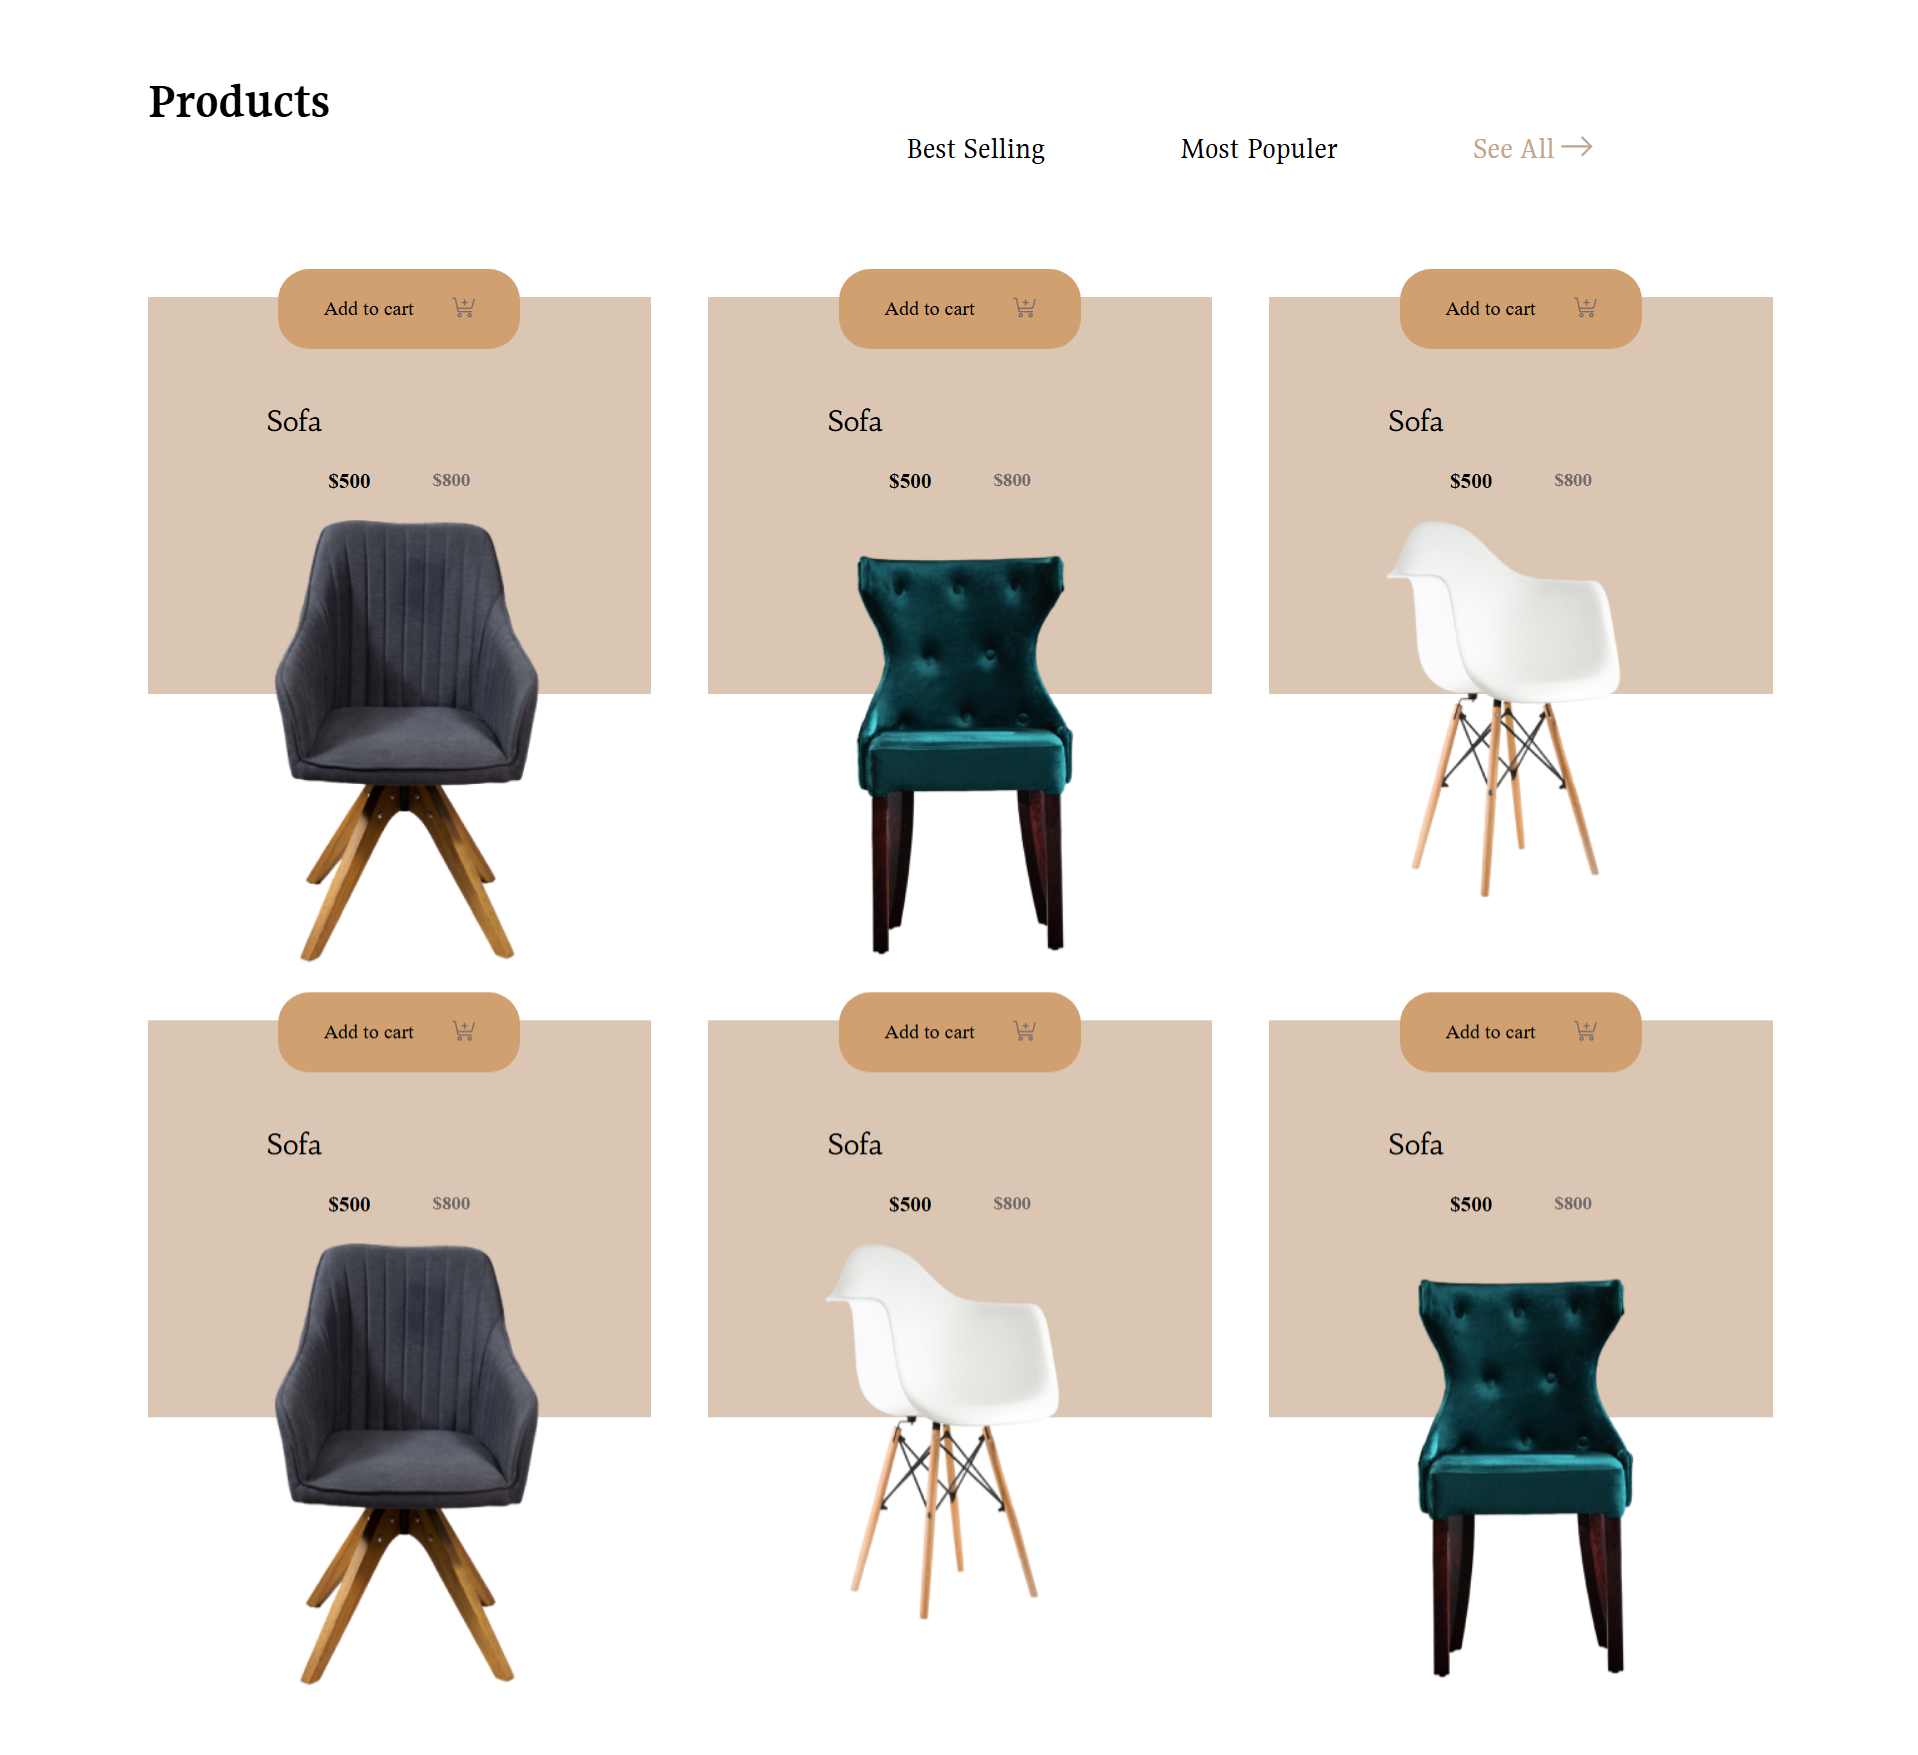 Products
Best Selling Most Populer See All
Add to cart Add to cart Add to cart
Sofa Sofa Sofa
$500 $800 $500 $800 $500 $800
Add to cart Add to cart Add to cart
Sofa Sofa Sofa
$500 $800 $500 $800 $500 $800